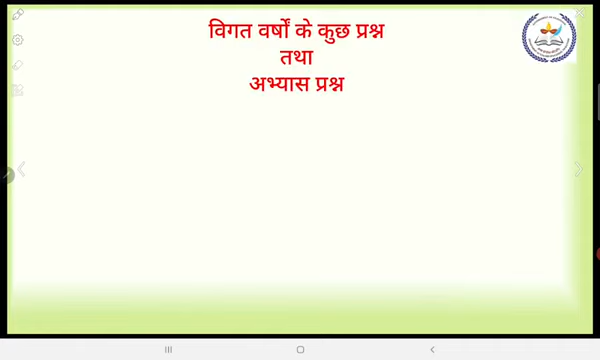 विगत वर्षों के कुछ प्रश्न
तथा
अभ्यास प्रश्न